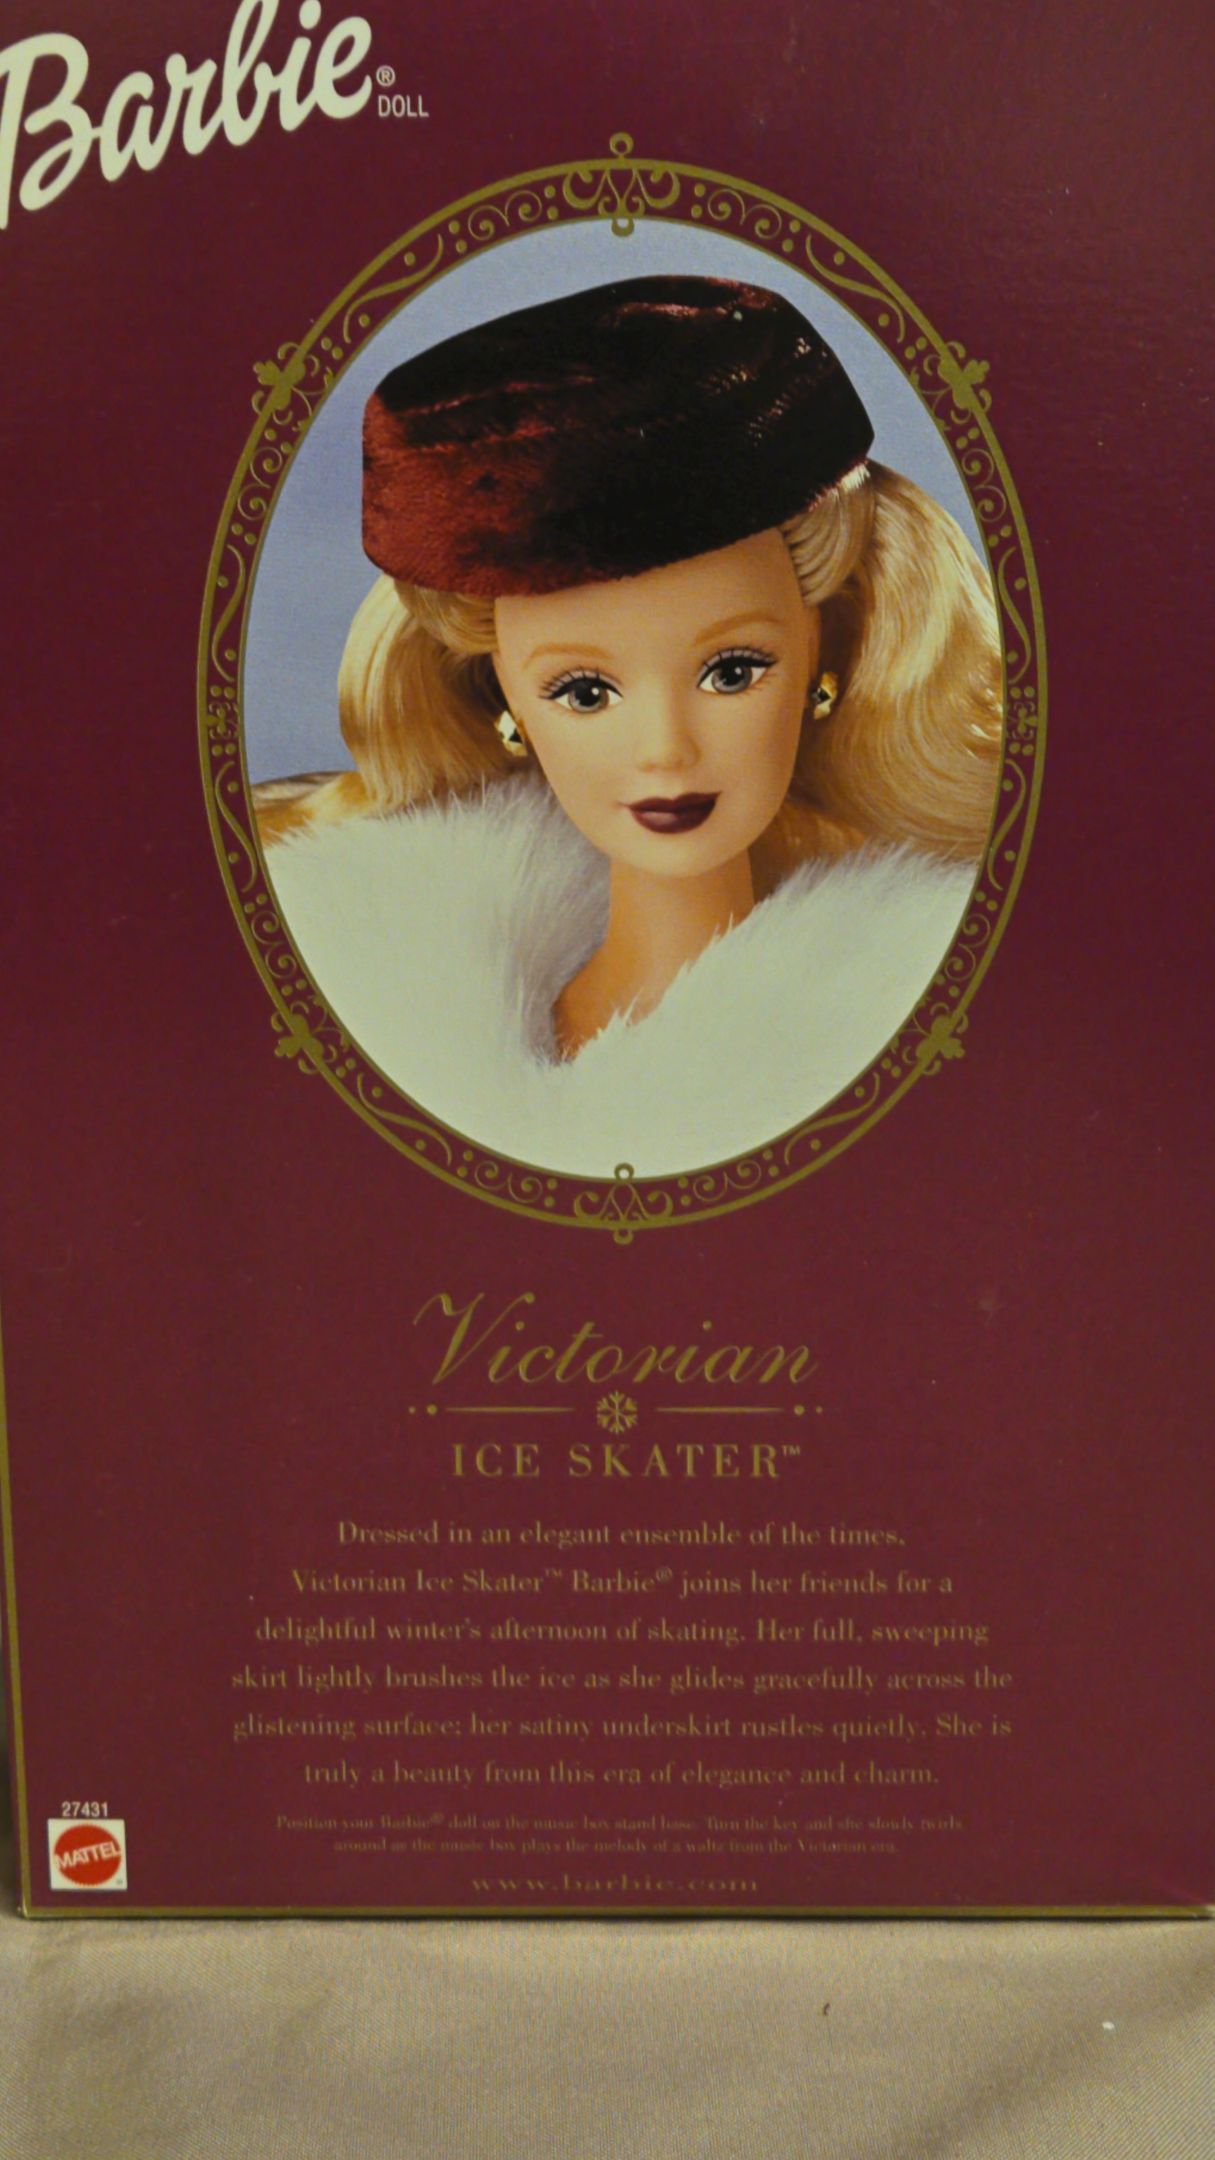 Barbie®
DOLL
Victorian
ICE SKATER™
Dressed in an elegant ensemble of the times,
Victorian Ice Skater™ Barbie® joins her friends for a
delightful winter's afternoon of skating. Her full, sweeping
skirt lightly brushes the ice as she glides gracefully across the
glistening surface; her satiny underskirt rustles quietly. She is
truly a beauty from this era of elegance and charm.
Position your Barbie® doll on the music box stand base. Turn the key and she slowly twirls
around as the music box plays the melody of a waltz from the Victorian era.
www.barbie.com
27431
MATTEL